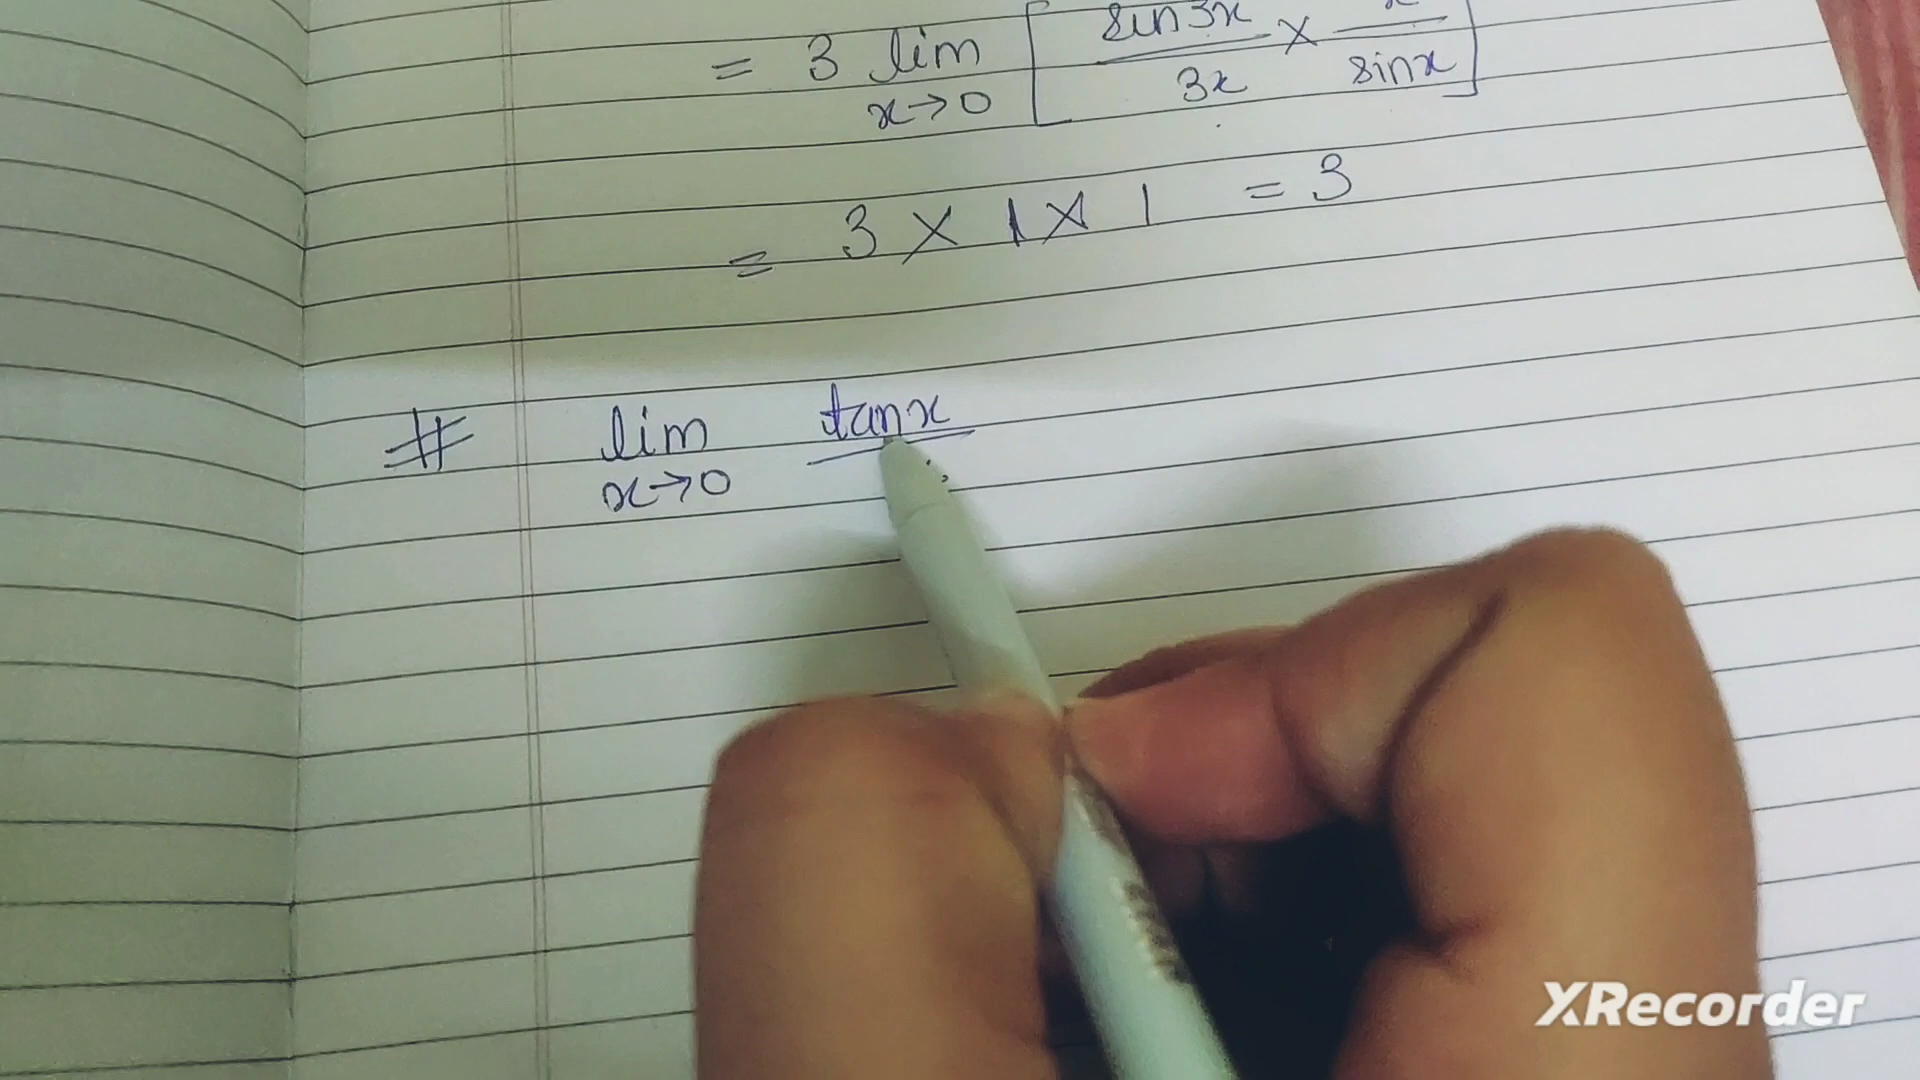 = 3 lim [ sin3x × x
x→0 3x sinx ]
= 3 × 1 × 1 = 3
# lim tanx
x→0
XRecorder